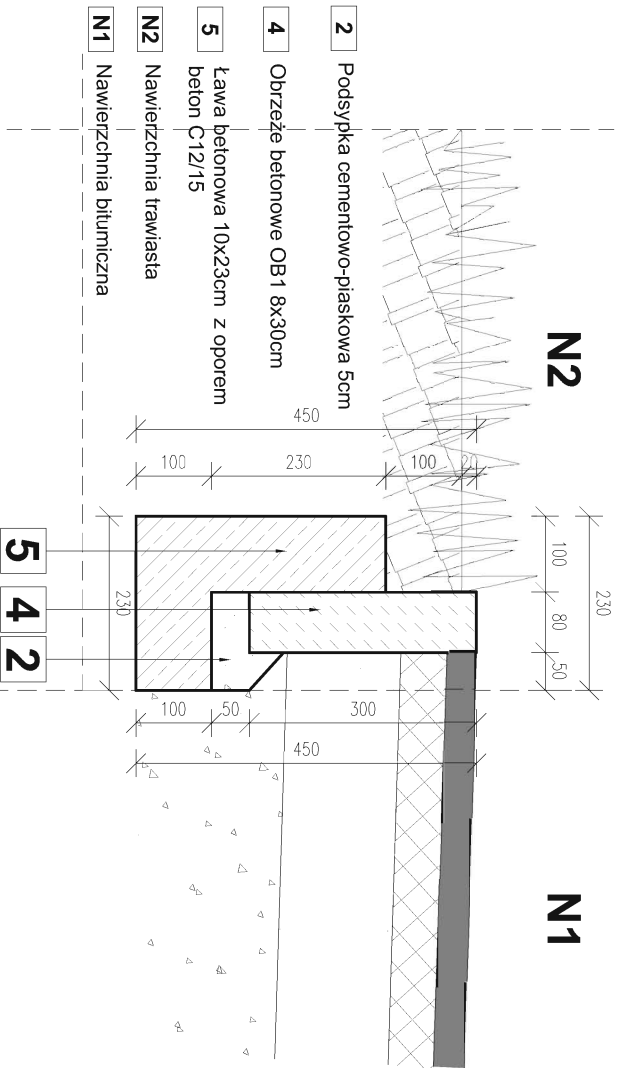 N2
N1
100
80
50
230
450
100
230
100
20
230
100
50
300
450
5
4
2
2 Podsypka cementowo-piaskowa 5cm
4 Obrzeże betonowe OB1 8x30cm
5 Ława betonowa 10x23cm z oporem
beton C12/15
N2 Nawierzchnia trawiasta
N1 Nawierzchnia bitumiczna